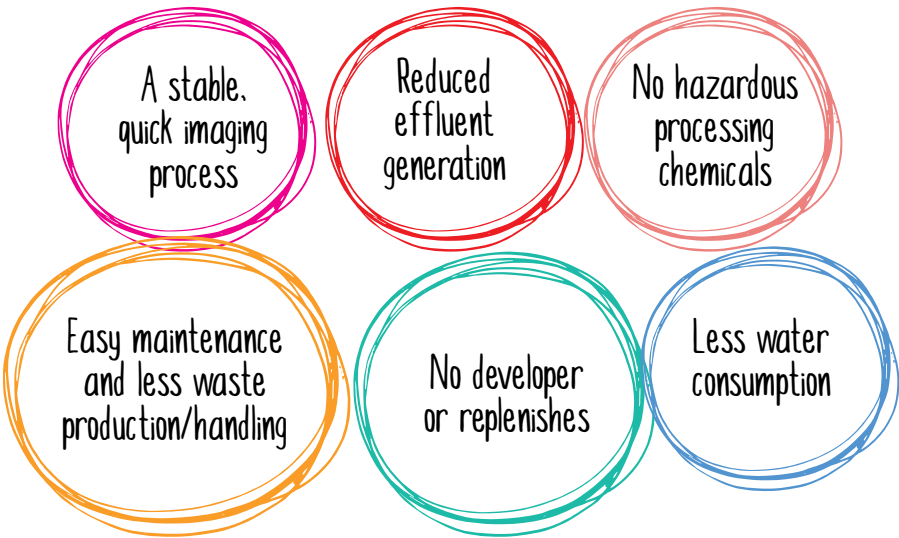 A stable,
quick imaging
process
Reduced
effluent
generation
No hazardous
processing
chemicals
Easy maintenance
and less waste
production/handling
No developer
or replenishes
Less water
consumption